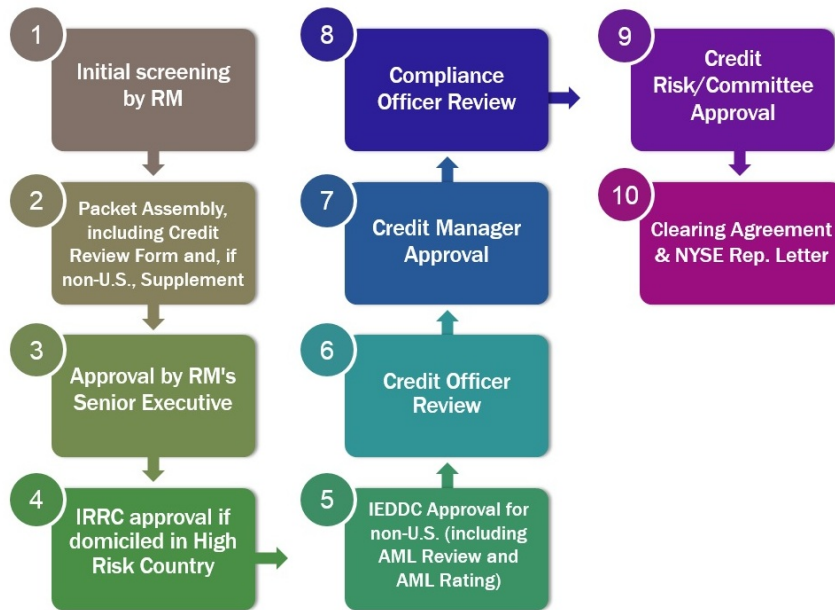 1
Initial screening
by RM
2
Packet Assembly,
including Credit
Review Form and, if
non-U.S., Supplement
3
Approval by RM's
Senior Executive
4
IRRC approval if
domiciled in High
Risk Country
5
IEDDC Approval for
non-U.S. (including
AML Review and
AML Rating)
6
Credit Officer
Review
7
Credit Manager
Approval
8
Compliance
Officer Review
9
Credit
Risk/Committee
Approval
10
Clearing Agreement
& NYSE Rep. Letter